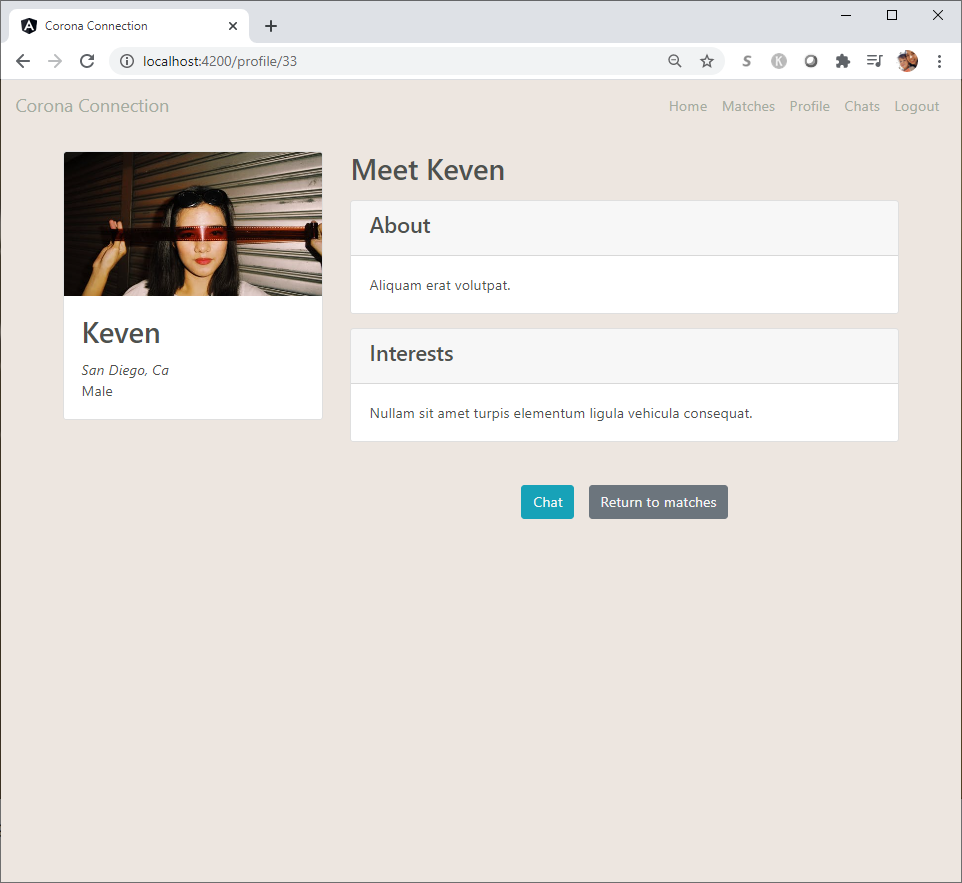 Corona Connection
localhost:4200/profile/33
Corona Connection
Home Matches Profile Chats Logout
Keven
San Diego, Ca
Male
Meet Keven
About
Aliquam erat volutpat.
Interests
Nullam sit amet turpis elementum ligula vehicula consequat.
Chat Return to matches